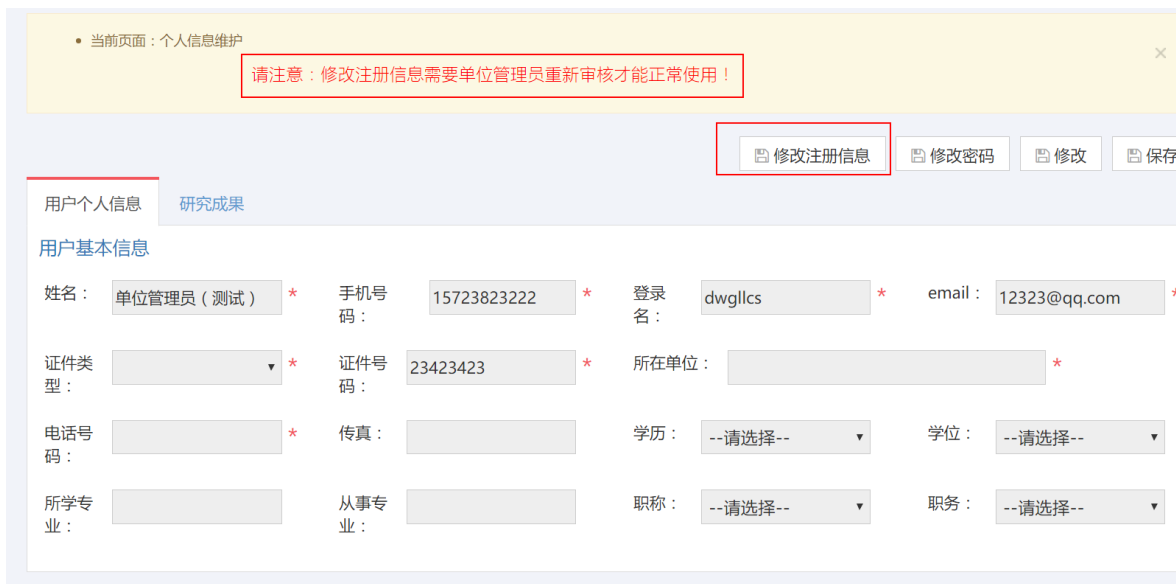 当前页面：个人信息维护
请注意：修改注册信息需要单位管理员重新审核才能正常使用！
修改注册信息 修改密码 修改 保存
用户个人信息 研究成果
用户基本信息
姓名： 单位管理员（测试） * 手机号码： 15723823222 * 登录名： dwgllcs * email： 12323@qq.com *
证件类型： * 证件号码： 23423423 * 所在单位： *
电话号码： * 传真： 学历： --请选择-- 学位： --请选择--
所学专业： 从事专业： 职称： --请选择-- 职务： --请选择--